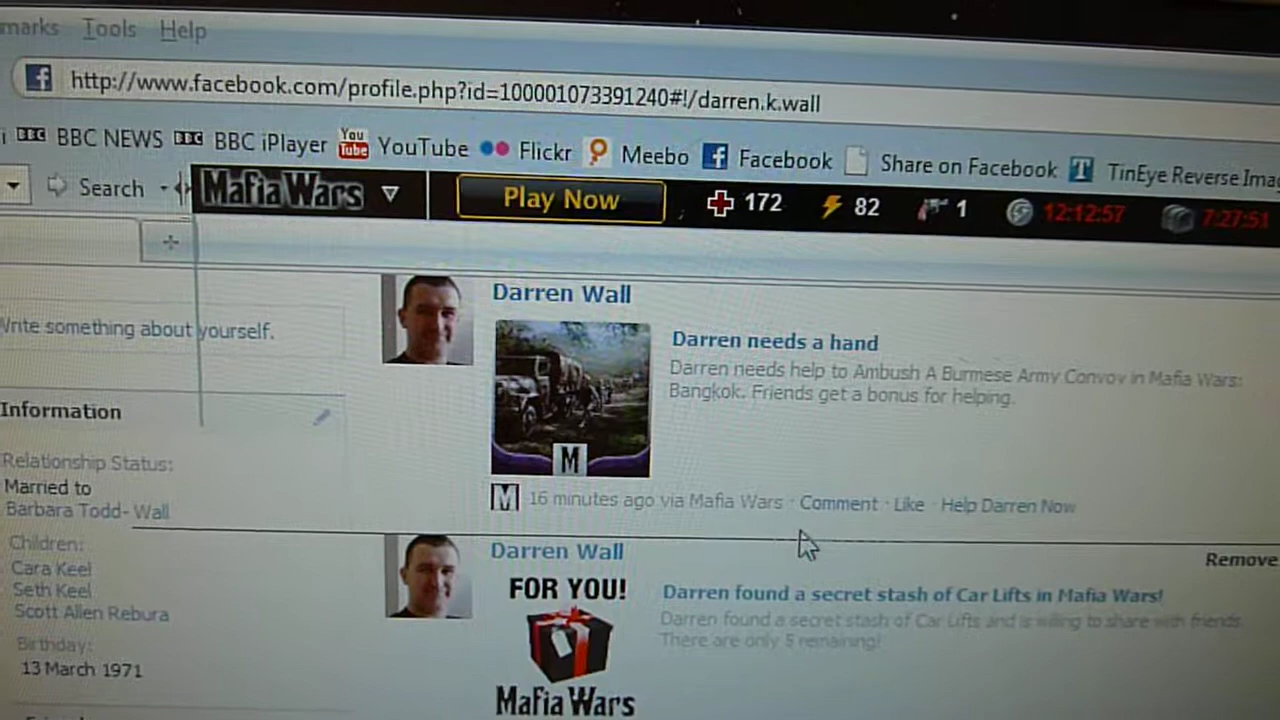 Tools Help
http://www.facebook.com/profile.php?id=100001073391240#!/darren.k.wall
BBC BBC NEWS BBC BBC iPlayer You Tube YouTube Flickr Meebo Facebook Share on Facebook T TinEye Reverse
Search Mafia Wars Play Now 172 82 1 12:12:57 7:27:51
Darren Wall
Write something about yourself.
Darren needs a hand
Darren needs help to Ambush A Burmese Army Convoy in Mafia Wars:
Bangkok. Friends get a bonus for helping.
Information
M
Relationship Status:
Married to
Barbara Todd- Wall
M 16 minutes ago via Mafia Wars · Comment · Like · Help Darren Now
Children:
Cara Keel
Seth Keel
Scott Allen Rebura
Birthday:
13 March 1971
Darren Wall
Remove
FOR YOU!
Mafia Wars
Darren found a secret stash of Car Lifts in Mafia Wars!
Darren found a secret stash of Car Lifts and is willing to share with friends.
There are only 5 remaining!